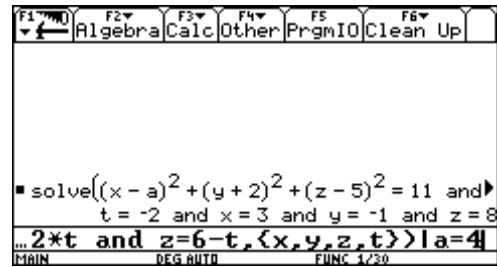 F1 F2 F3 F4 F5 F6
Algebra Calc Other PrgmIO Clean Up
solve((x - a)² + (y + 2)² + (z - 5)² = 11 and▶
t = ⁻2 and x = 3 and y = ⁻1 and z = 8
…2*t and z=6-t,{x,y,z,t})|a=4
MAIN DEG AUTO FUNC 1/30